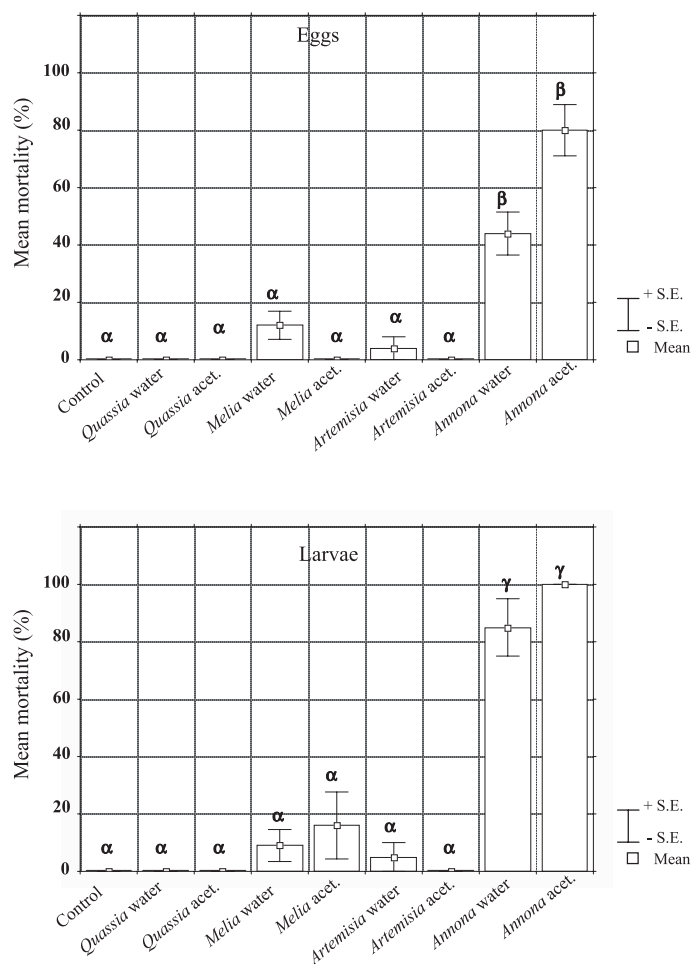 Eggs
Mean mortality (%)
100
80
60
40
20
0
α α α α α α α β β
Control
Quassia water
Quassia acet.
Melia water
Melia acet.
Artemisia water
Artemisia acet.
Annona water
Annona acet.
+ S.E.
- S.E.
Mean
Larvae
Mean mortality (%)
100
80
60
40
20
0
α α α α α α α γ γ
Control
Quassia water
Quassia acet.
Melia water
Melia acet.
Artemisia water
Artemisia acet.
Annona water
Annona acet.
+ S.E.
- S.E.
Mean